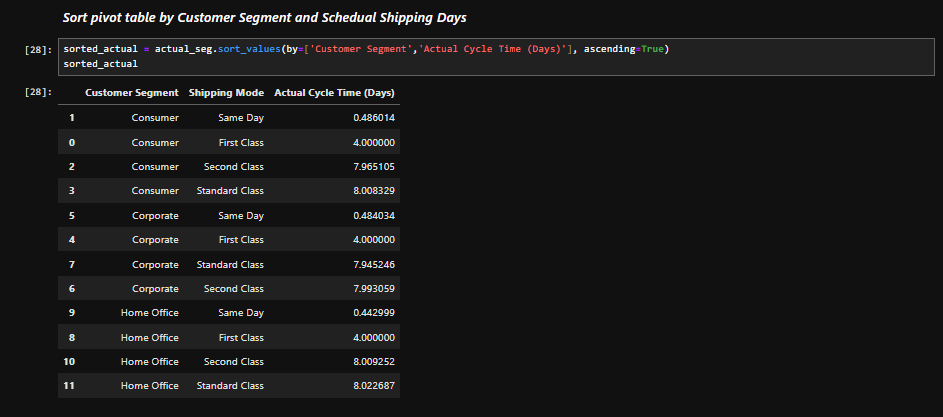 Sort pivot table by Customer Segment and Schedual Shipping Days
[28]: sorted_actual = actual_seg.sort_values(by=['Customer Segment','Actual Cycle Time (Days)'], ascending=True)
sorted_actual
[28]: Customer Segment Shipping Mode Actual Cycle Time (Days)
1 Consumer Same Day 0.486014
0 Consumer First Class 4.000000
2 Consumer Second Class 7.965105
3 Consumer Standard Class 8.008329
5 Corporate Same Day 0.484034
4 Corporate First Class 4.000000
7 Corporate Standard Class 7.945246
6 Corporate Second Class 7.993059
9 Home Office Same Day 0.442999
8 Home Office First Class 4.000000
10 Home Office Second Class 8.009252
11 Home Office Standard Class 8.022687